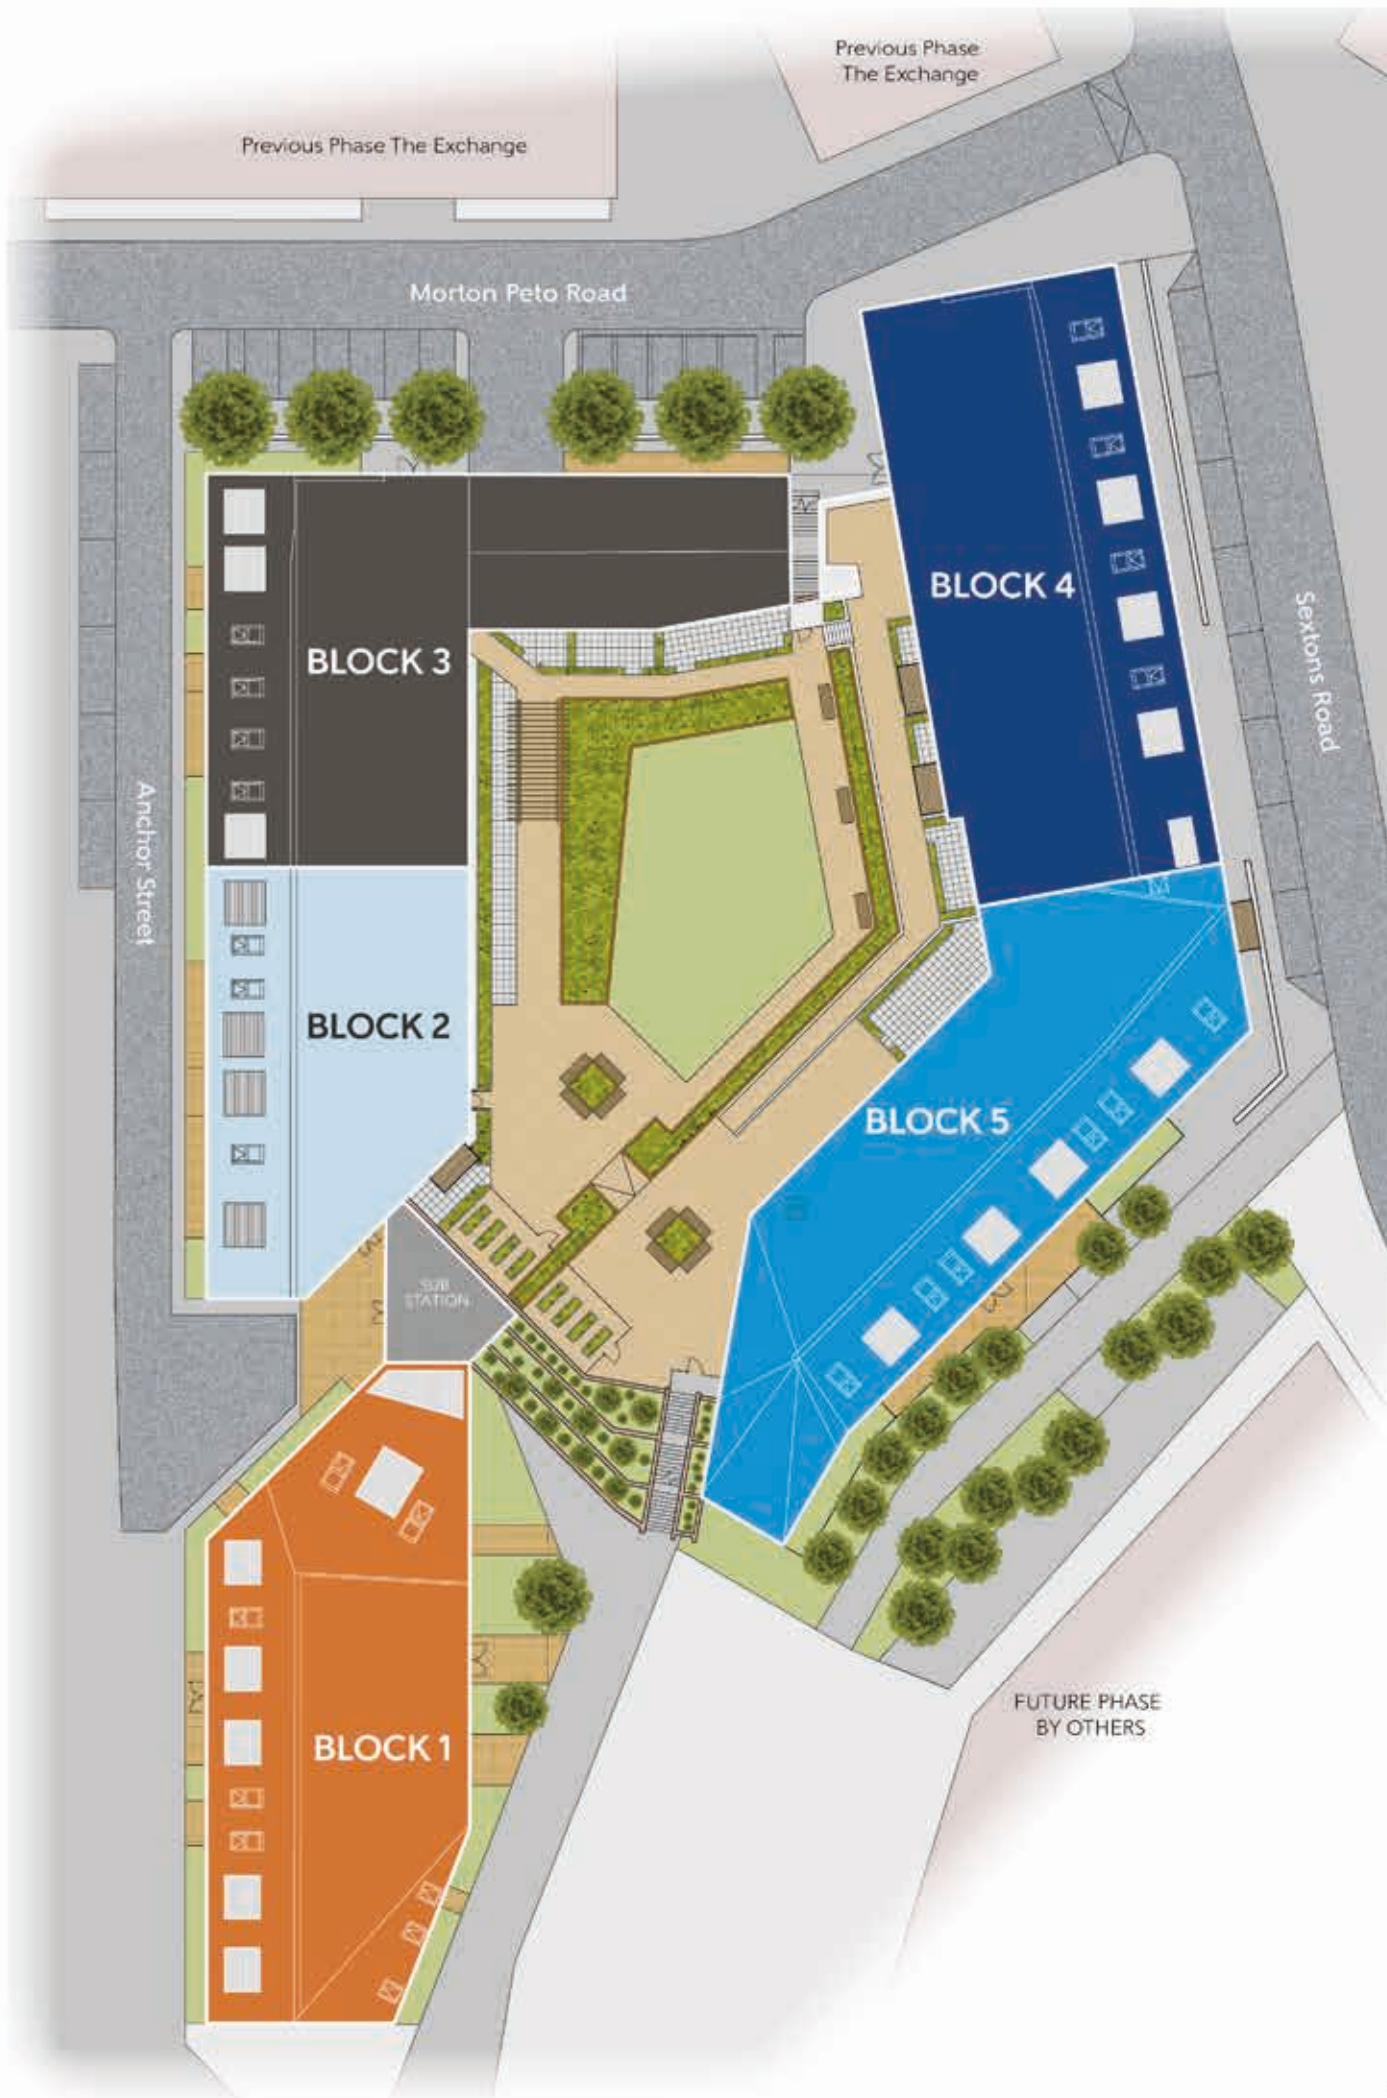 Previous Phase
The Exchange
Previous Phase The Exchange
Morton Peto Road
BLOCK 4
Sextons Road
BLOCK 3
Anchor Street
BLOCK 2
BLOCK 5
SUB
STATION
FUTURE PHASE
BY OTHERS
BLOCK 1